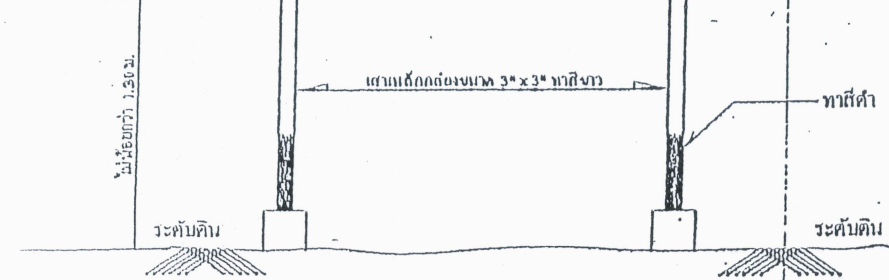 ไม่น้อยกว่า 1.30 ม.
เสาเหล็กกล่องขนาด 3" x 3" ทาสีขาว
ทาสีดำ
ระดับดิน
ระดับดิน